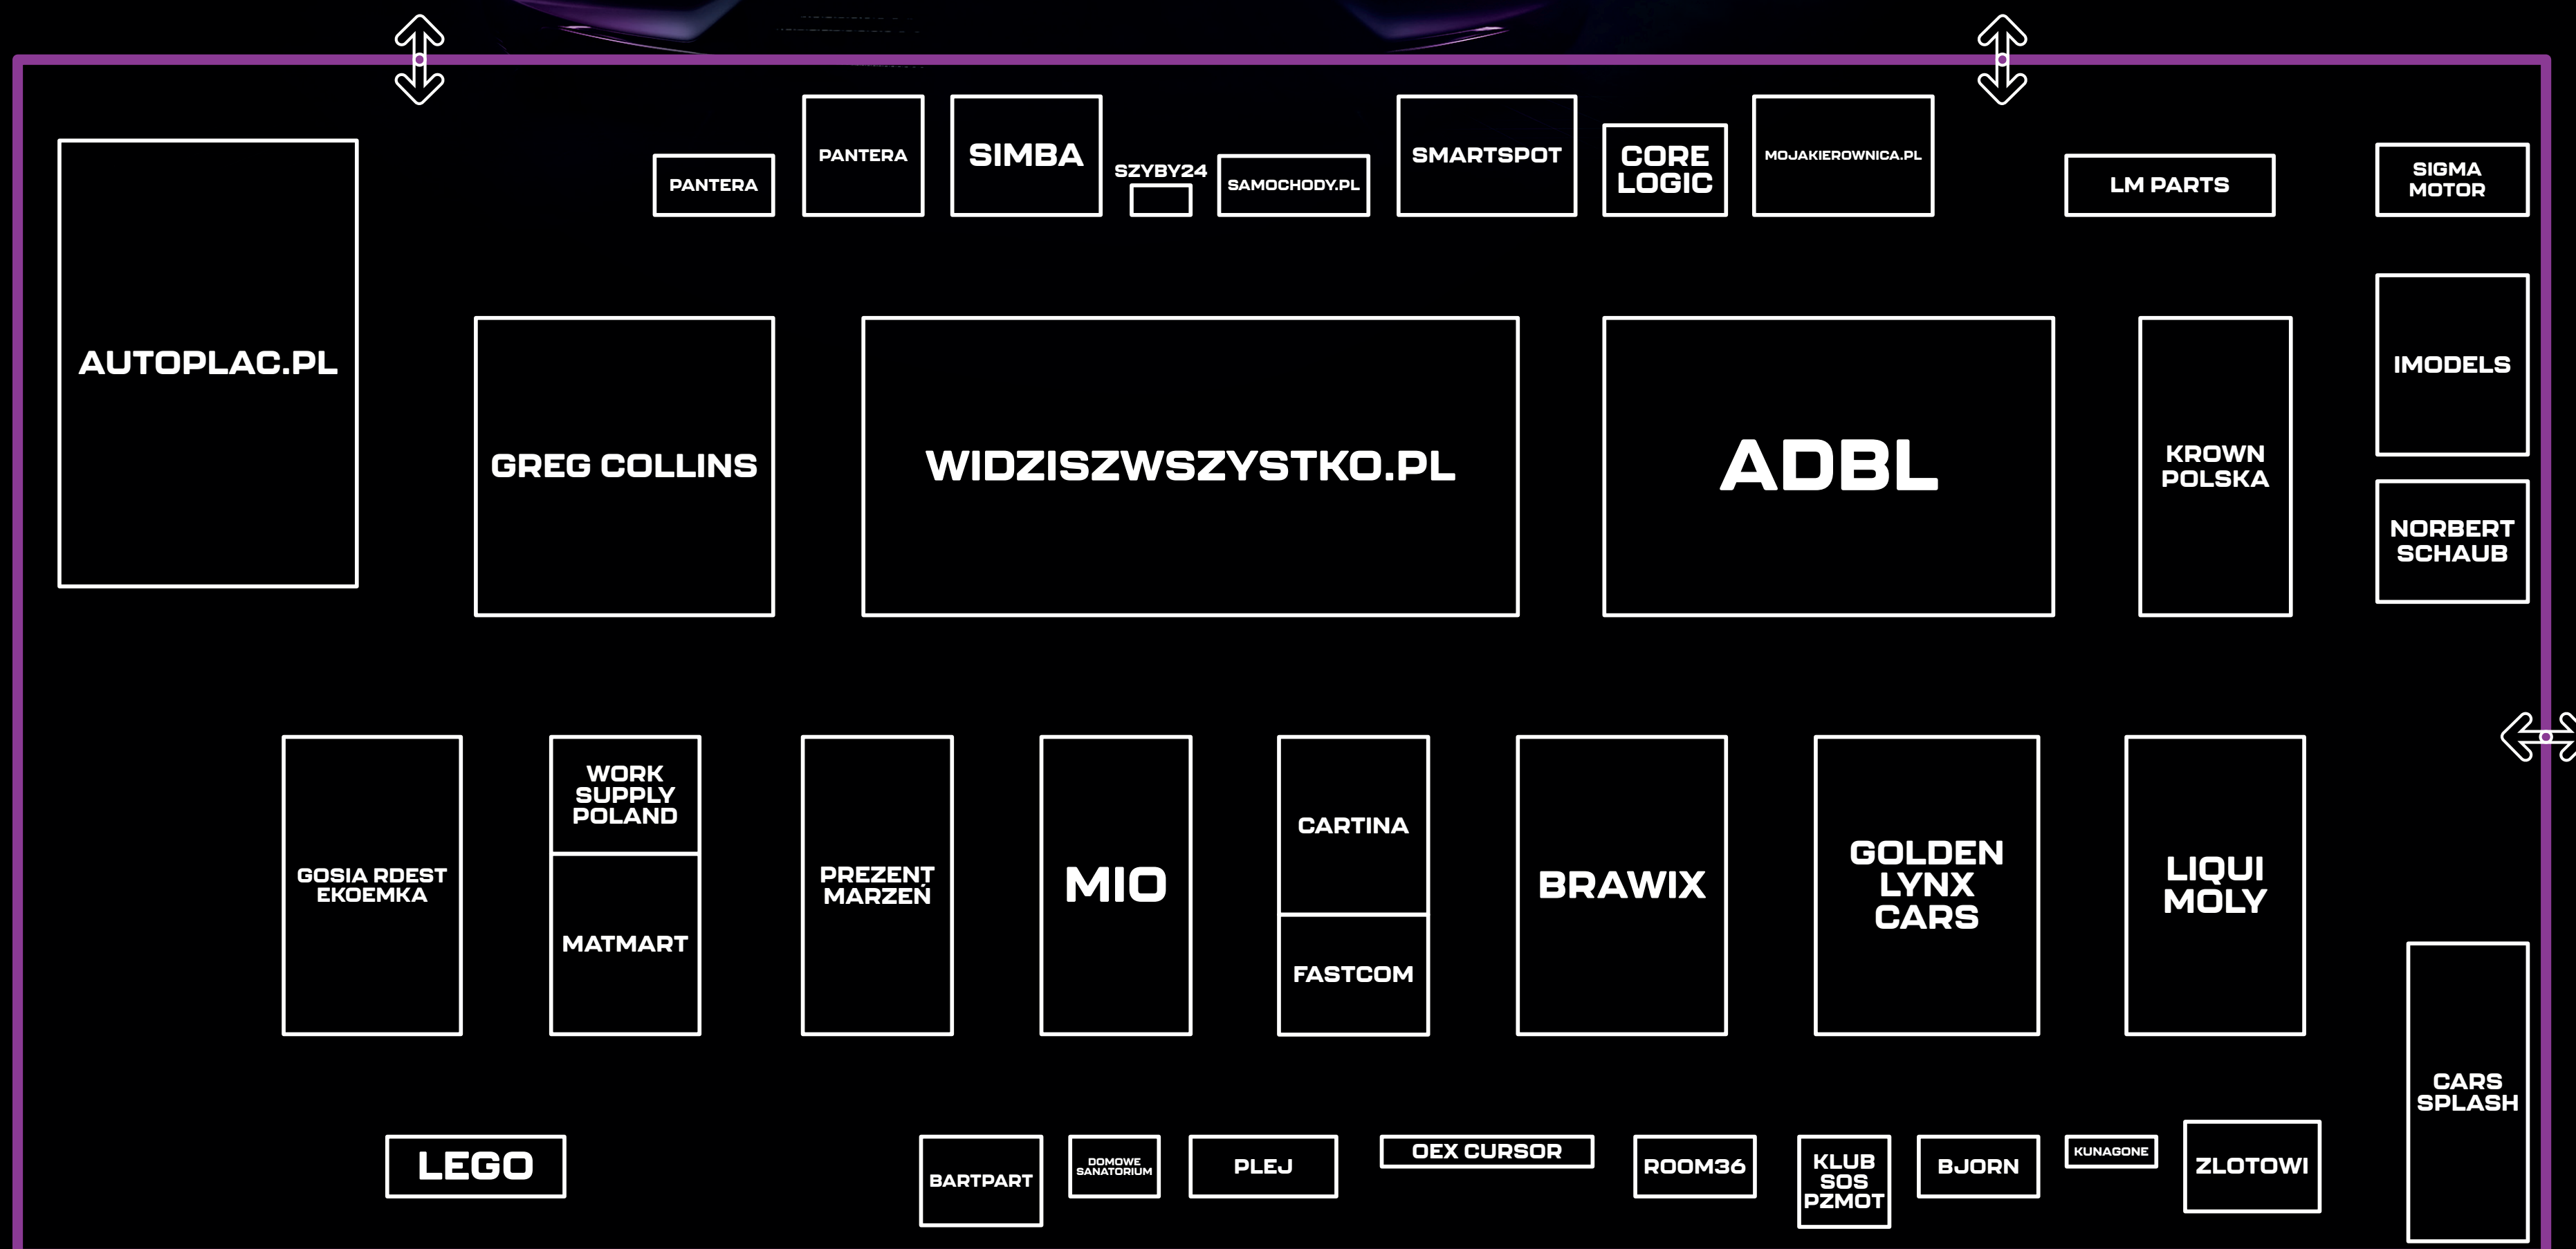 PANTERA
PANTERA
SIMBA
SZYBY24
SAMOCHODY.PL
SMARTSPOT
CORE
LOGIC
MOJAKIEROWNICA.PL
LM PARTS
SIGMA
MOTOR
AUTOPLAC.PL
GREG COLLINS
WIDZISZWSZYSTKO.PL
ADBL
KROWN
POLSKA
IMODELS
NORBERT
SCHAUB
GOSIA RDEST
EKOEMKA
WORK
SUPPLY
POLAND
MATMART
PREZENT
MARZEŃ
MIO
CARTINA
FASTCOM
BRAWIX
GOLDEN
LYNX
CARS
LIQUI
MOLY
CARS
SPLASH
LEGO
BARTPART
DOMOWE
SANATORIUM
PLEJ
OEX CURSOR
ROOM36
KLUB
SOS
PZMOT
BJORN
KUNAGONE
ZLOTOWI